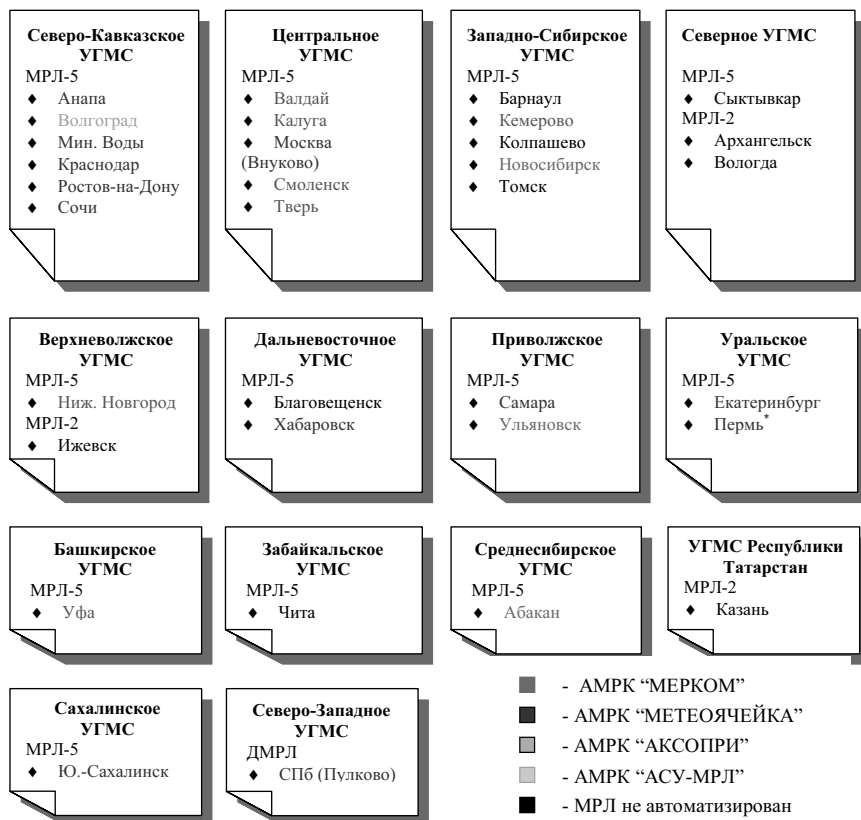 Северо-Кавказское
УГМС
МРЛ-5
♦ Анапа
♦ Волгоград
♦ Мин. Воды
♦ Краснодар
♦ Ростов-на-Дону
♦ Сочи
Центральное
УГМС
МРЛ-5
♦ Валдай
♦ Калуга
♦ Москва
(Внуково)
♦ Смоленск
♦ Тверь
Западно-Сибирское
УГМС
МРЛ-5
♦ Барнаул
♦ Кемерово
♦ Колпашево
♦ Новосибирск
♦ Томск
Северное УГМС
МРЛ-5
♦ Сыктывкар
МРЛ-2
♦ Архангельск
♦ Вологда
Верхневолжское
УГМС
МРЛ-5
♦ Ниж. Новгород
МРЛ-2
♦ Ижевск
Дальневосточное
УГМС
МРЛ-5
♦ Благовещенск
♦ Хабаровск
Приволжское
УГМС
МРЛ-5
♦ Самара
♦ Ульяновск
Уральское
УГМС
МРЛ-5
♦ Екатеринбург
♦ Пермь*
Башкирское
УГМС
МРЛ-5
♦ Уфа
Забайкальское
УГМС
МРЛ-5
♦ Чита
Среднесибирское
УГМС
МРЛ-5
♦ Абакан
УГМС Республики
Татарстан
МРЛ-2
♦ Казань
Сахалинское
УГМС
МРЛ-5
♦ Ю.-Сахалинск
Северо-Западное
УГМС
ДМРЛ
♦ СПб (Пулково)
- АМРК “МЕРКОМ”
- АМРК “МЕТЕОЯЧЕЙКА”
- АМРК “АКСОПРИ”
- АМРК “АСУ-МРЛ”
- МРЛ не автоматизирован